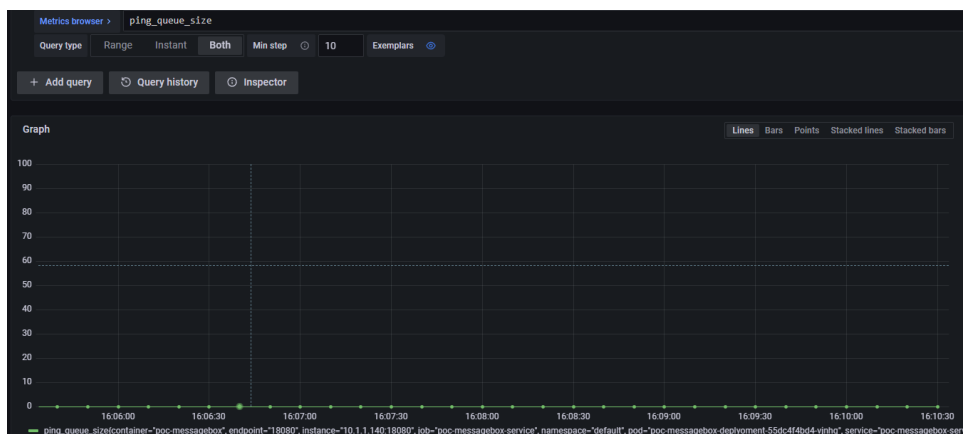 Metrics browser > ping_queue_size
Query type Range Instant Both Min step 10 Exemplars
+ Add query Query history Inspector
Graph Lines Bars Points Stacked lines Stacked bars
100
90
80
70
60
50
40
30
20
10
0
16:06:00 16:06:30 16:07:00 16:07:30 16:08:00 16:08:30 16:09:00 16:09:30 16:10:00 16:10:30
ping_queue_size{container="poc-messagebox", endpoint="18080", instance="10.1.1.140:18080", job="poc-messagebox-service", namespace="default", pod="poc-messagebox-deployment-55dc4f4bd4-vjnhq", service="poc-messagebox-ser